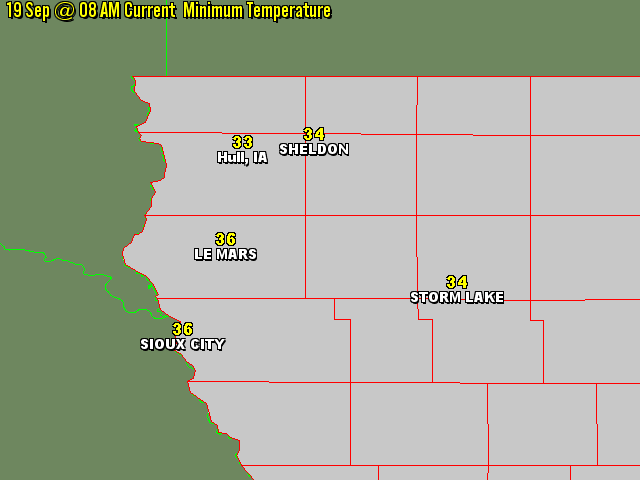 19 Sep @ 08 AM Current Minimum Temperature
33
Hull, IA
34
SHELDON
36
LE MARS
34
STORM LAKE
36
SIOUX CITY